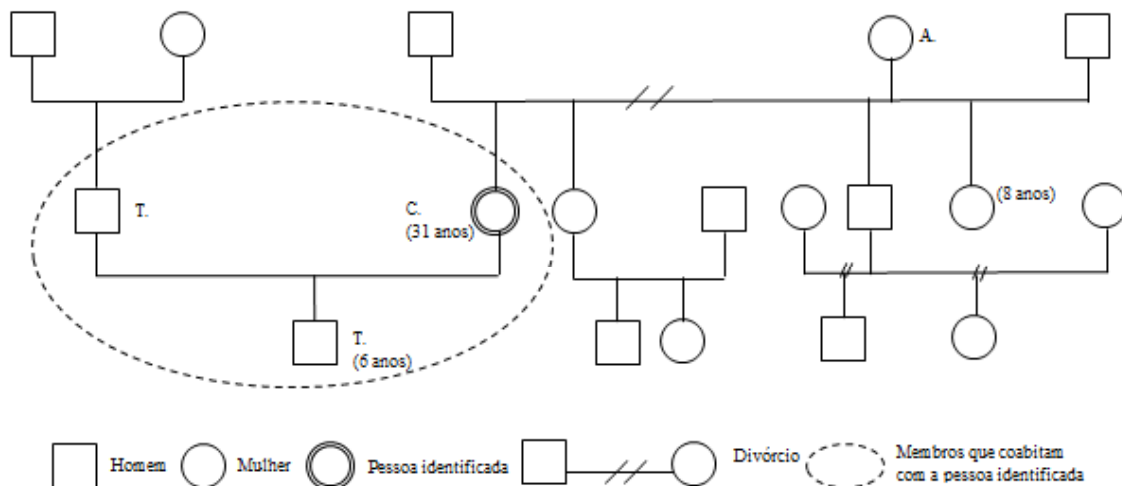 A.
T.
C.
(31 anos)
(8 anos)
T.
(6 anos)
Homem
Mulher
Pessoa identificada
Divórcio
Membros que coabitam
com a pessoa identificada